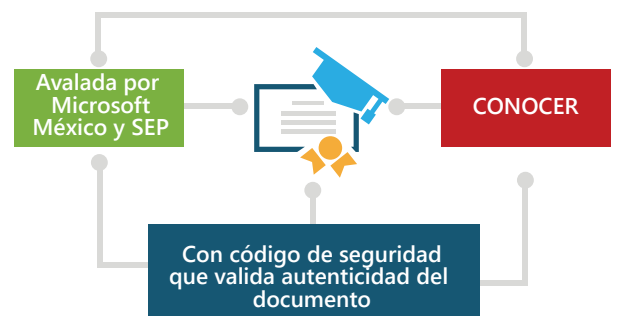 Avalada por
Microsoft
México y SEP
CONOCER
Con código de seguridad
que valida autenticidad del
documento